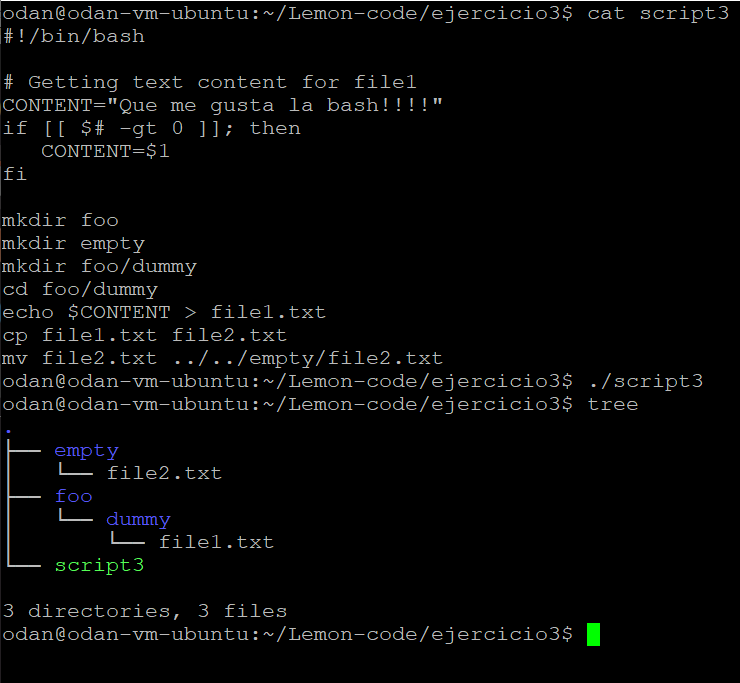 odan@odan-vm-ubuntu:~/Lemon-code/ejercicio3$ cat script3
#!/bin/bash

# Getting text content for file1
CONTENT="Que me gusta la bash!!!!"
if [[ $# -gt 0 ]]; then
   CONTENT=$1
fi

mkdir foo
mkdir empty
mkdir foo/dummy
cd foo/dummy
echo $CONTENT > file1.txt
cp file1.txt file2.txt
mv file2.txt ../../empty/file2.txt
odan@odan-vm-ubuntu:~/Lemon-code/ejercicio3$ ./script3
odan@odan-vm-ubuntu:~/Lemon-code/ejercicio3$ tree
.
├── empty
│   └── file2.txt
├── foo
│   └── dummy
│       └── file1.txt
└── script3

3 directories, 3 files
odan@odan-vm-ubuntu:~/Lemon-code/ejercicio3$